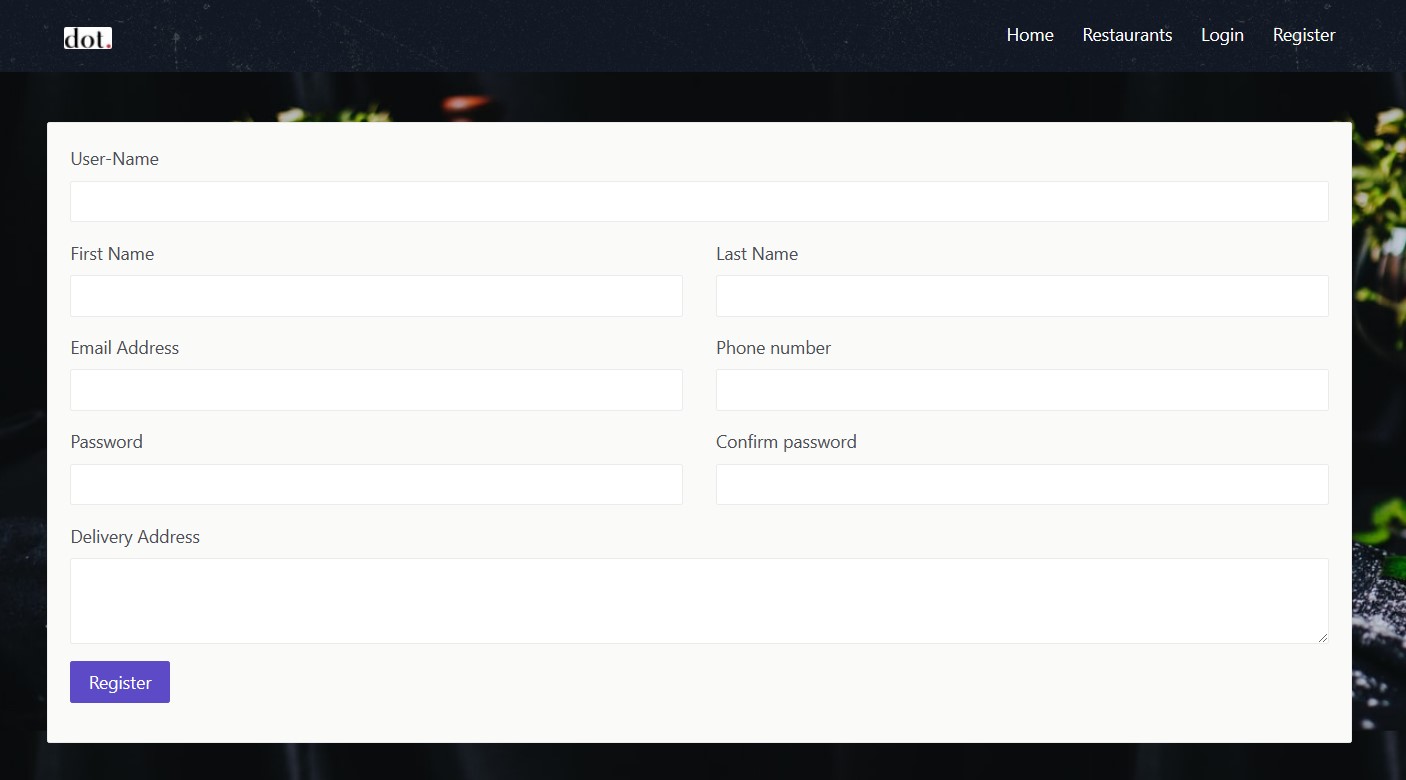 dot.
Home Restaurants Login Register
User-Name
First Name Last Name
Email Address Phone number
Password Confirm password
Delivery Address
Register